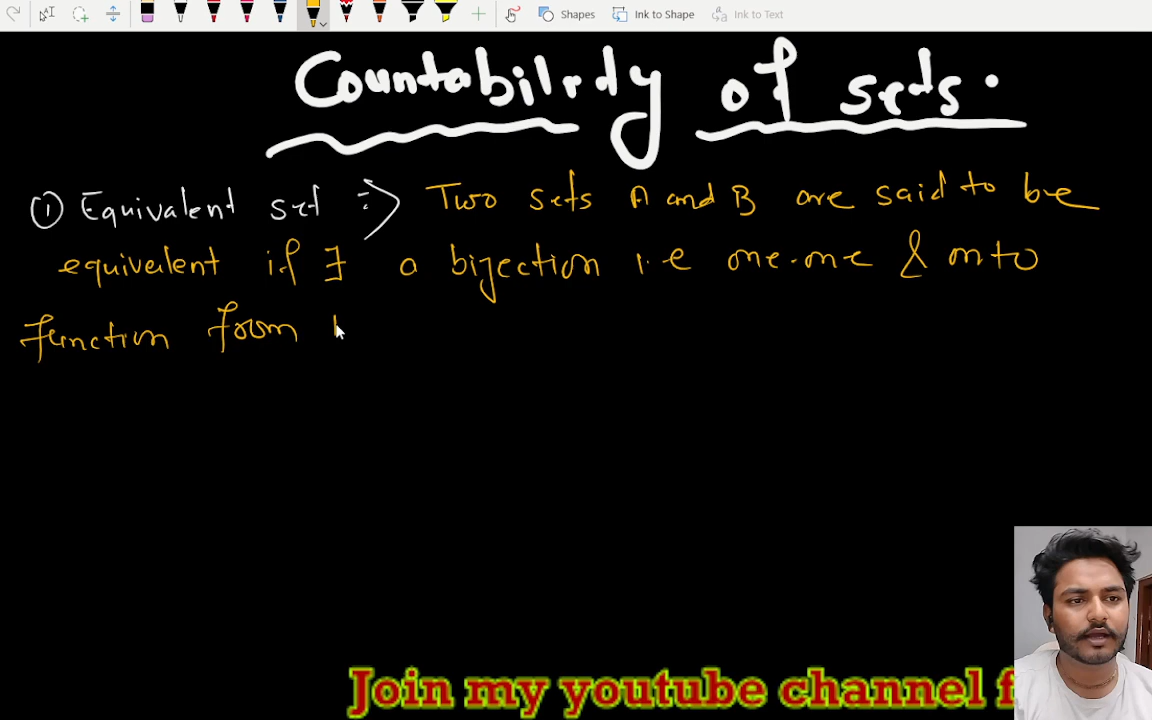 Shapes Ink to Shape Ink to Text
Countability of sets.
① Equivalent set :⇒ Two sets A and B are said to be
equivalent if ∃ a bijection i.e one-one & onto
function from
Join my youtube channel f